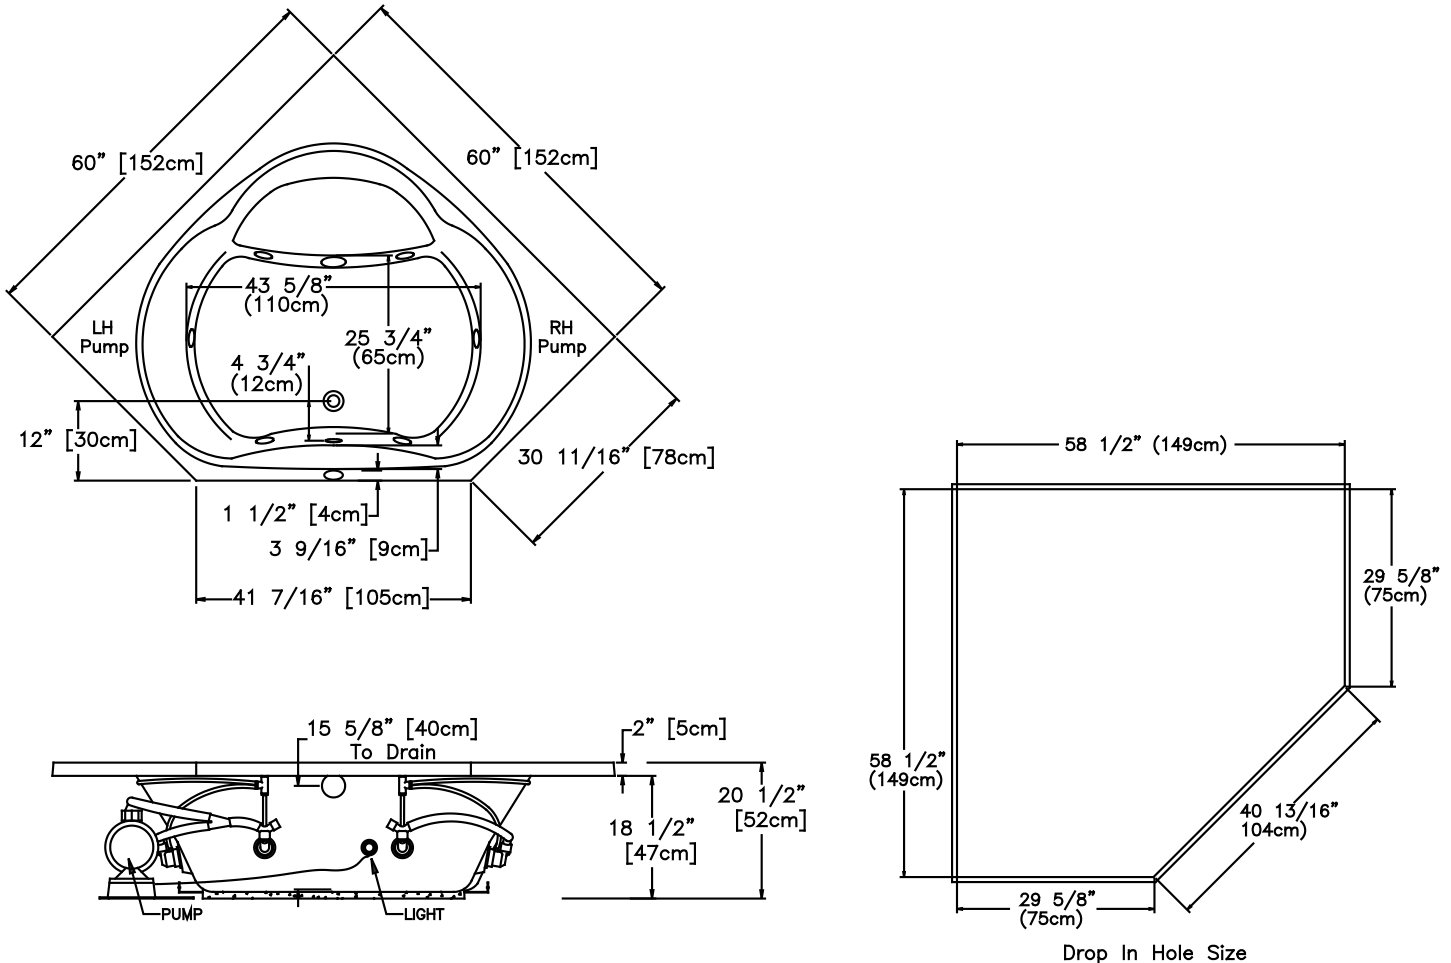 60” [152cm]
60” [152cm]
43 5/8”
(110cm)
LH
Pump
RH
Pump
25 3/4”
(65cm)
4 3/4”
(12cm)
12” [30cm]
30 11/16” [78cm]
1 1/2” [4cm]
3 9/16” [9cm]
41 7/16” [105cm]
58 1/2” (149cm)
29 5/8”
(75cm)
58 1/2”
(149cm)
40 13/16”
104cm)
29 5/8”
(75cm)
Drop In Hole Size
15 5/8” [40cm]
To Drain
2” [5cm]
20 1/2”
[52cm]
18 1/2”
[47cm]
PUMP
LIGHT